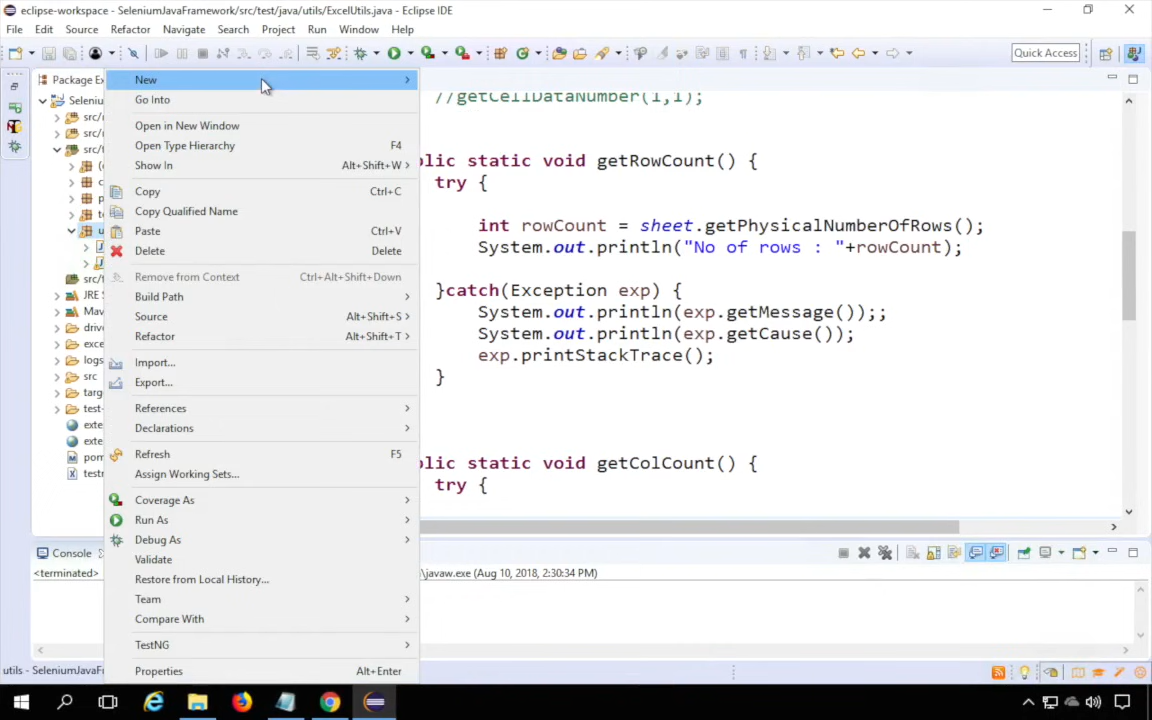 eclipse-workspace - SeleniumJavaFramework/src/test/java/utils/ExcelUtils.java - Eclipse IDE
File Edit Source Refactor Navigate Search Project Run Window Help
Quick Access
Package Ex
Seleniu
src/
src/
src/
JRE S
Mav
drive
exce
logs
src
targ
test-
exte
exte
pom
testn
New
Go Into
Open in New Window
Open Type Hierarchy F4
Show In Alt+Shift+W
Copy Ctrl+C
Copy Qualified Name
Paste Ctrl+V
Delete Delete
Remove from Context Ctrl+Alt+Shift+Down
Build Path
Source Alt+Shift+S
Refactor Alt+Shift+T
Import...
Export...
References
Declarations
Refresh F5
Assign Working Sets...
Coverage As
Run As
Debug As
Validate
Restore from Local History...
Team
Compare With
TestNG
Properties Alt+Enter
//getCellDataNumber(1,1);
plic static void getRowCount() {
try {
int rowCount = sheet.getPhysicalNumberOfRows();
System.out.println("No of rows : "+rowCount);
}catch(Exception exp) {
System.out.println(exp.getMessage());;
System.out.println(exp.getCause());
exp.printStackTrace();
}
plic static void getColCount() {
try {
Console
<terminated> \javaw.exe (Aug 10, 2018, 2:30:34 PM)
utils - SeleniumJavaFr